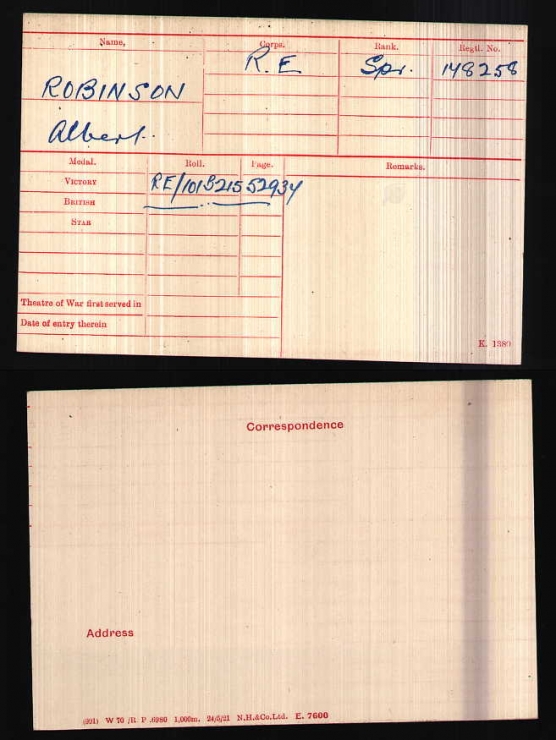 Name. Corps. Rank. Regtl. No.
R.E Spr. 148258
ROBINSON
Albert.
Medal. Roll. Page. Remarks.
VICTORY RE/101B215 52934
BRITISH
STAR
Theatre of War first served in
Date of entry therein
K. 1380
Correspondence
Address
W 70 /R P .6980 1,000m. 24/5/21 N.H.&Co.Ltd. E. 7600